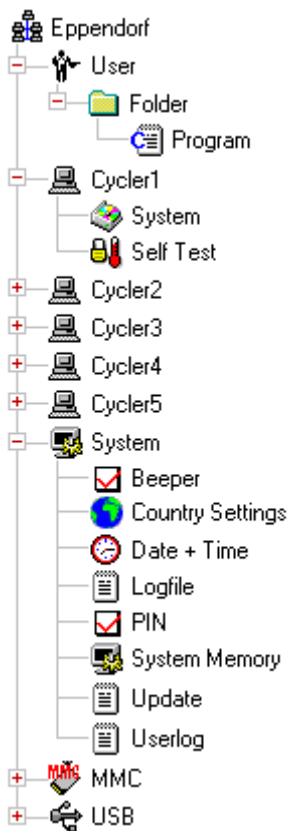 Eppendorf
User
Folder
Program
Cycler1
System
Self Test
Cycler2
Cycler3
Cycler4
Cycler5
System
Beeper
Country Settings
Date + Time
Logfile
PIN
System Memory
Update
Userlog
MMC
USB